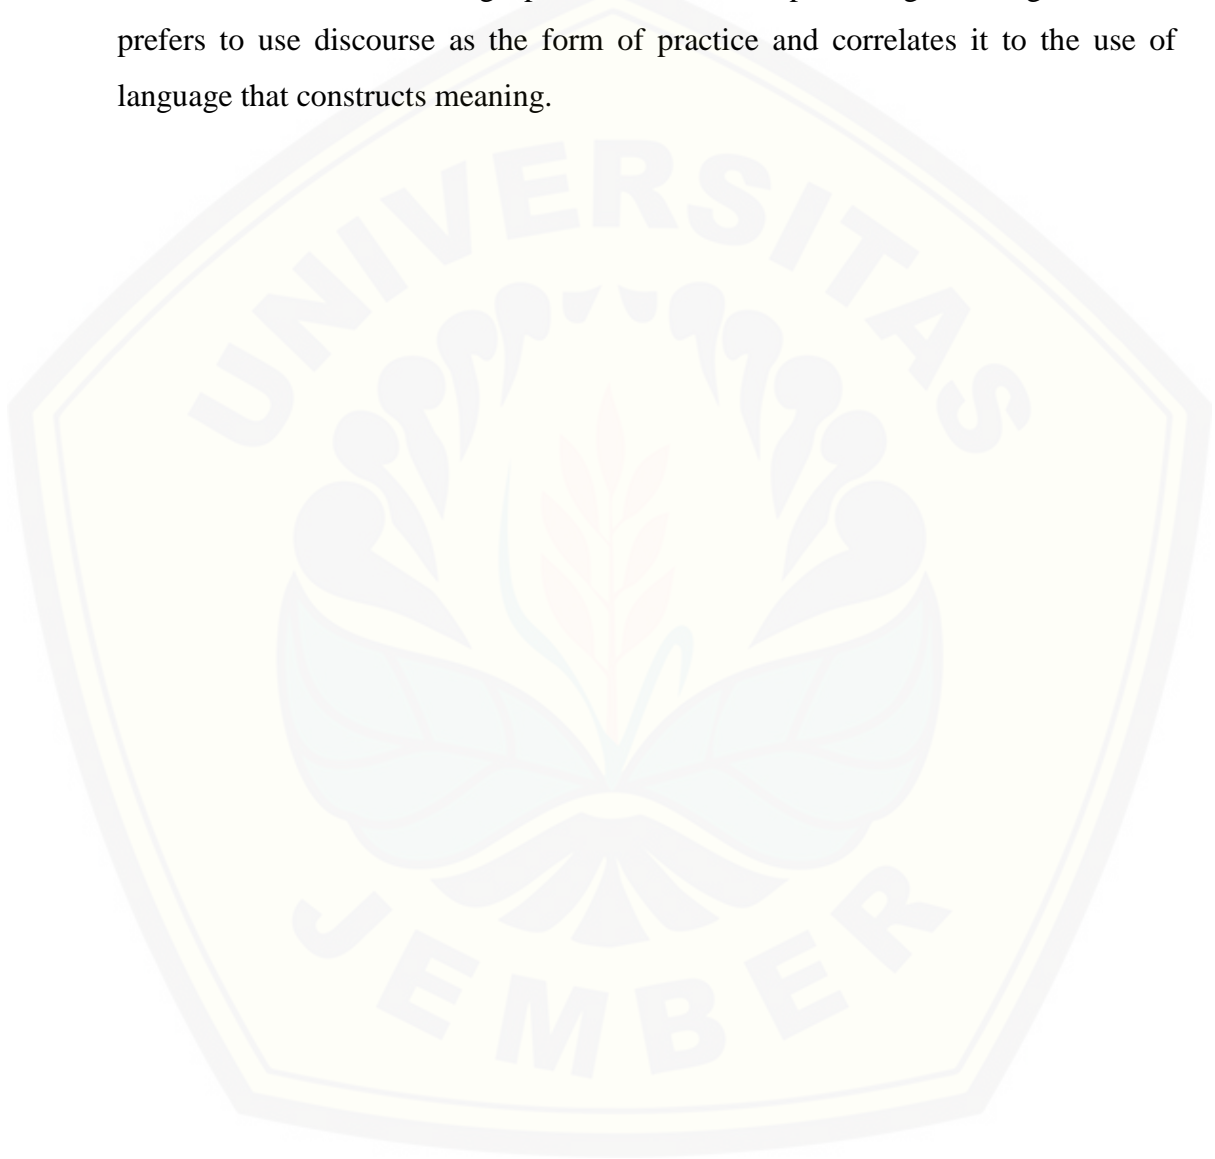 prefers to use discourse as the form of practice and correlates it to the use of
language that constructs meaning.
UNIVERSITAS
JEMBER